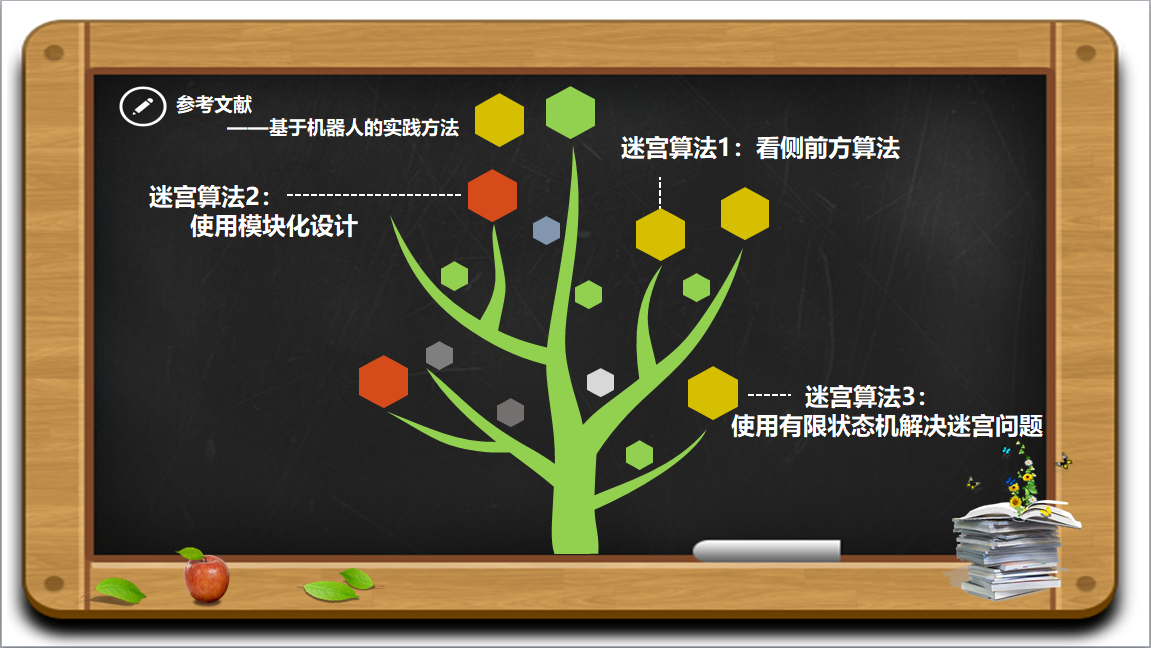 参考文献
——基于机器人的实践方法
迷宫算法1：看侧前方算法
迷宫算法2：
使用模块化设计
迷宫算法3：
使用有限状态机解决迷宫问题